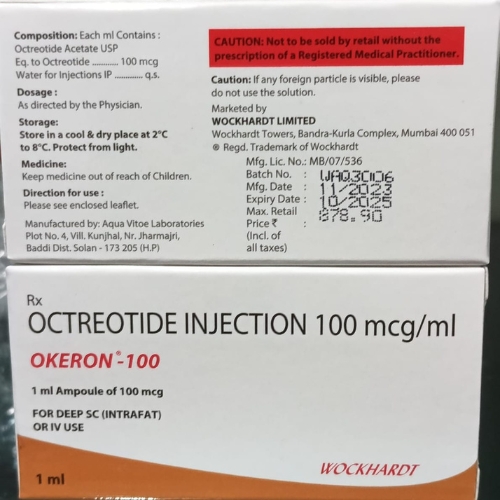 Composition: Each ml Contains :
Octreotide Acetate USP
Eq. to Octreotide ............ 100 mcg
Water for Injections IP ............. q.s.
Dosage :
As directed by the Physician.
Storage:
Store in a cool & dry place at 2°C
to 8°C. Protect from light.
Medicine:
Keep medicine out of reach of Children.
Direction for use :
Please see enclosed leaflet.
Manufactured by: Aqua Vitoe Laboratories
Plot No. 4, Vill. Kunjhal, Nr. Jharmajri,
Baddi Dist. Solan - 173 205 (H.P)
CAUTION: Not to be sold by retail without the
prescription of a Registered Medical Practitioner.
Caution: If any foreign particle is visible, please
do not use the solution.
Marketed by
WOCKHARDT LIMITED
Wockhardt Towers, Bandra-Kurla Complex, Mumbai 400 051
® Regd. Trademark of Wockhardt
Mfg. Lic. No.: MB/07/536
Batch No. : WAQ3006
Mfg. Date : 11/2023
Expiry Date : 10/2025
Max. Retail 878.90
Price ₹ :
(Incl. of
all taxes)
Rx
OCTREOTIDE INJECTION 100 mcg/ml
OKERON®-100
1 ml Ampoule of 100 mcg
FOR DEEP SC (INTRAFAT)
OR IV USE
1 ml
WOCKHARDT